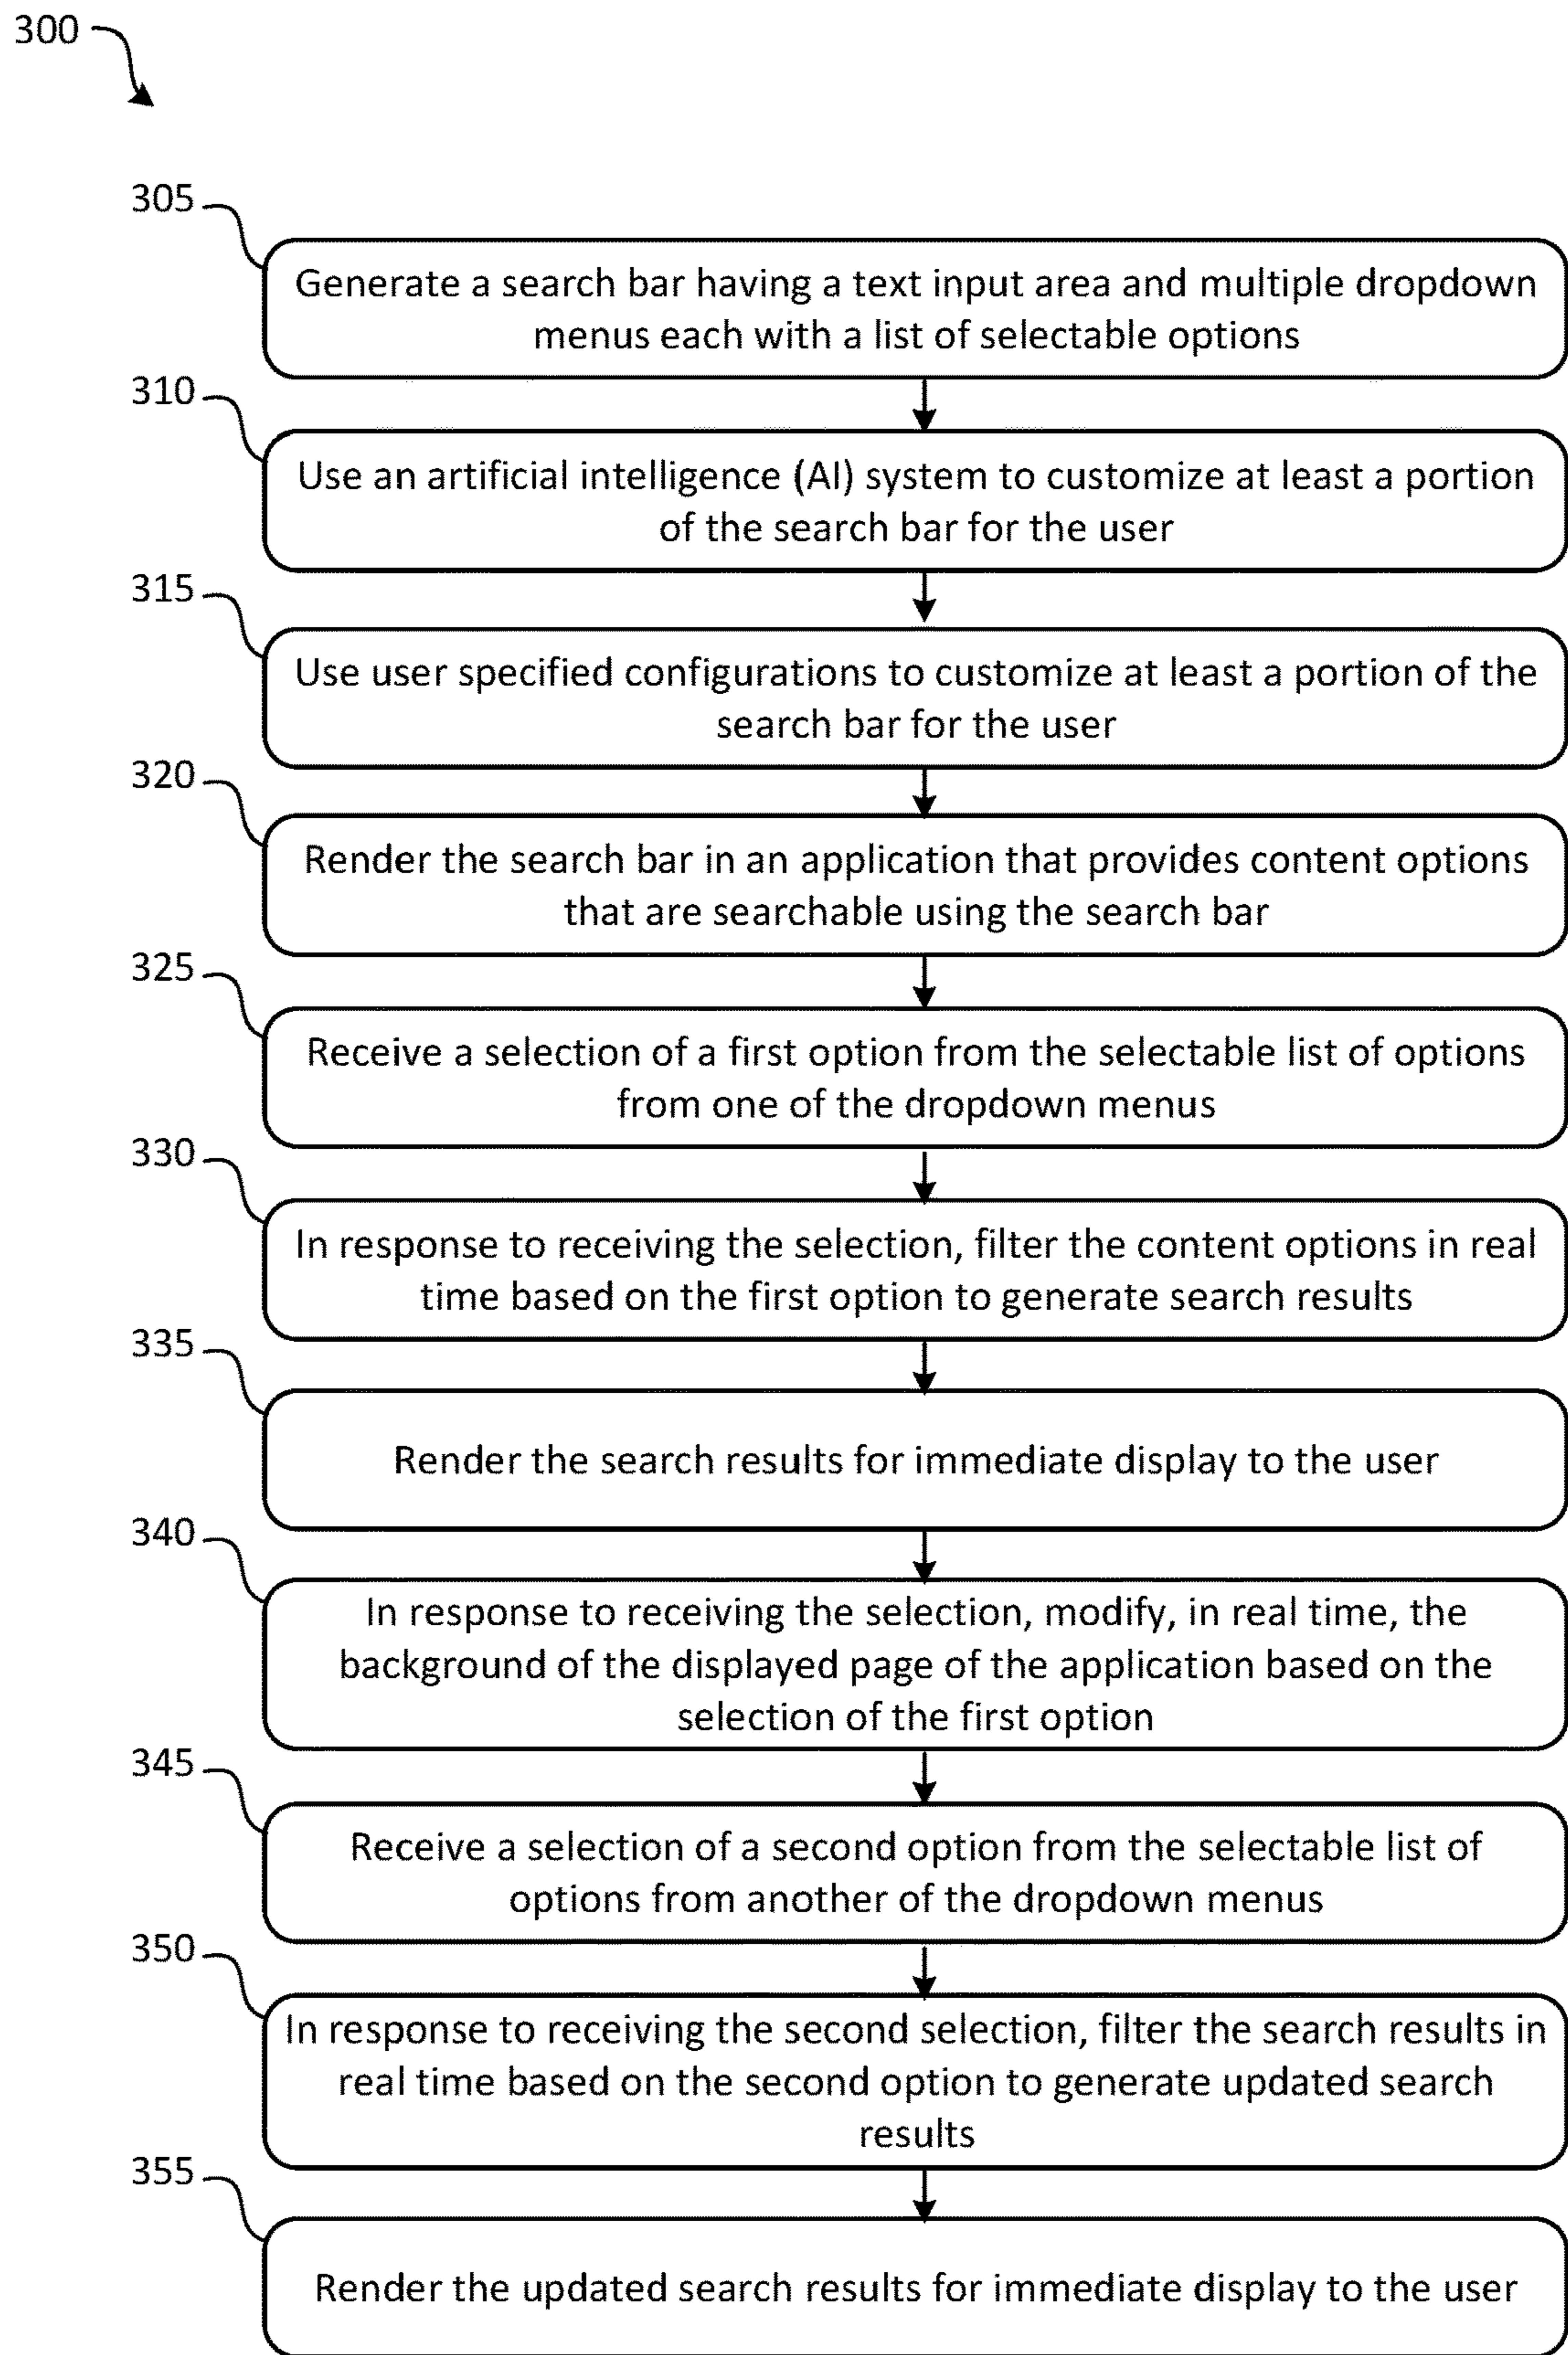 300
305
Generate a search bar having a text input area and multiple dropdown
menus each with a list of selectable options
310
Use an artificial intelligence (AI) system to customize at least a portion
of the search bar for the user
315
Use user specified configurations to customize at least a portion of the
search bar for the user
320
Render the search bar in an application that provides content options
that are searchable using the search bar
325
Receive a selection of a first option from the selectable list of options
from one of the dropdown menus
330
In response to receiving the selection, filter the content options in real
time based on the first option to generate search results
335
Render the search results for immediate display to the user
340
In response to receiving the selection, modify, in real time, the
background of the displayed page of the application based on the
selection of the first option
345
Receive a selection of a second option from the selectable list of
options from another of the dropdown menus
350
In response to receiving the second selection, filter the search results in
real time based on the second option to generate updated search
results
355
Render the updated search results for immediate display to the user